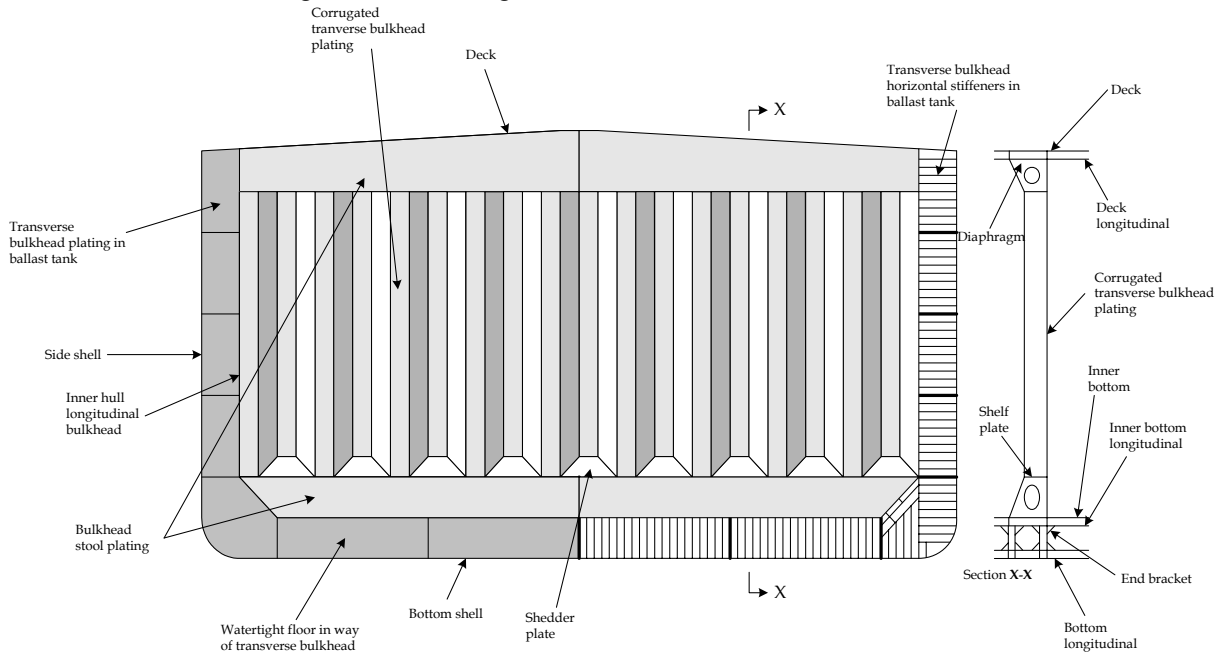 Corrugated
tranverse bulkhead
plating
Deck
X
Transverse bulkhead
horizontal stiffeners in
ballast tank
Deck
Transverse
bulkhead plating in
ballast tank
Deck
longitudinal
Diaphragm
Corrugated
transverse bulkhead
plating
Side shell
Inner hull
longitudinal
bulkhead
Inner
bottom
Shelf
plate
Inner bottom
longitudinal
Bulkhead
stool plating
Section X-X
End bracket
X
Bottom shell
Shedder
plate
Watertight floor in way
of transverse bulkhead
Bottom
longitudinal